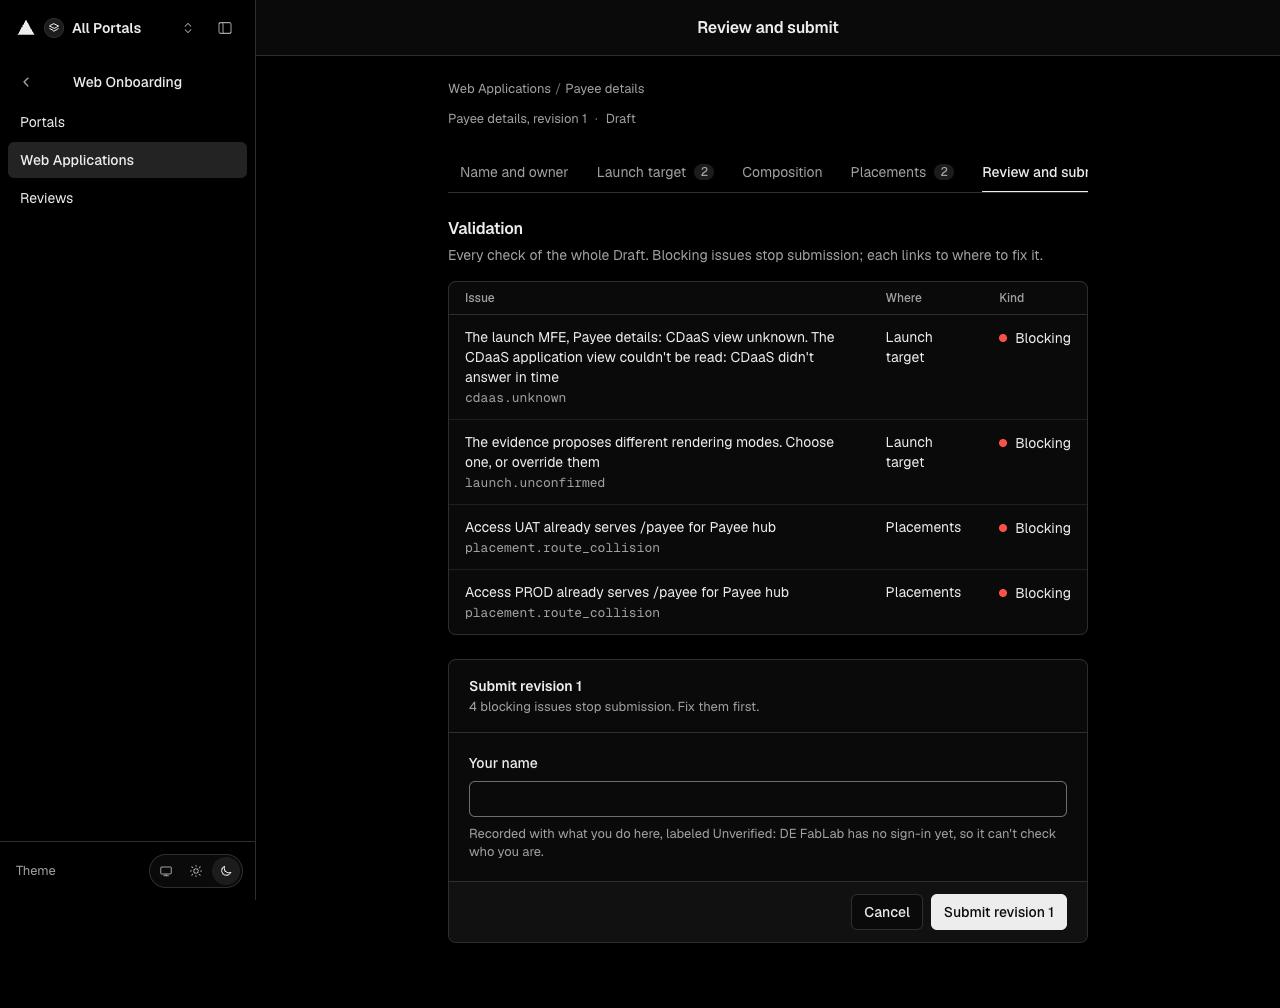 All Portals
Review and submit
Web Onboarding
Portals
Web Applications
Reviews
Theme
Web Applications / Payee details
Payee details, revision 1 · Draft
Name and owner Launch target 2 Composition Placements 2 Review and subr
Validation
Every check of the whole Draft. Blocking issues stop submission; each links to where to fix it.
Issue Where Kind
The launch MFE, Payee details: CDaaS view unknown. The Launch Blocking
CDaaS application view couldn't be read: CDaaS didn't target
answer in time
cdaas.unknown
The evidence proposes different rendering modes. Choose Launch Blocking
one, or override them target
launch.unconfirmed
Access UAT already serves /payee for Payee hub Placements Blocking
placement.route_collision
Access PROD already serves /payee for Payee hub Placements Blocking
placement.route_collision
Submit revision 1
4 blocking issues stop submission. Fix them first.
Your name
Recorded with what you do here, labeled Unverified: DE FabLab has no sign-in yet, so it can't check
who you are.
Cancel Submit revision 1